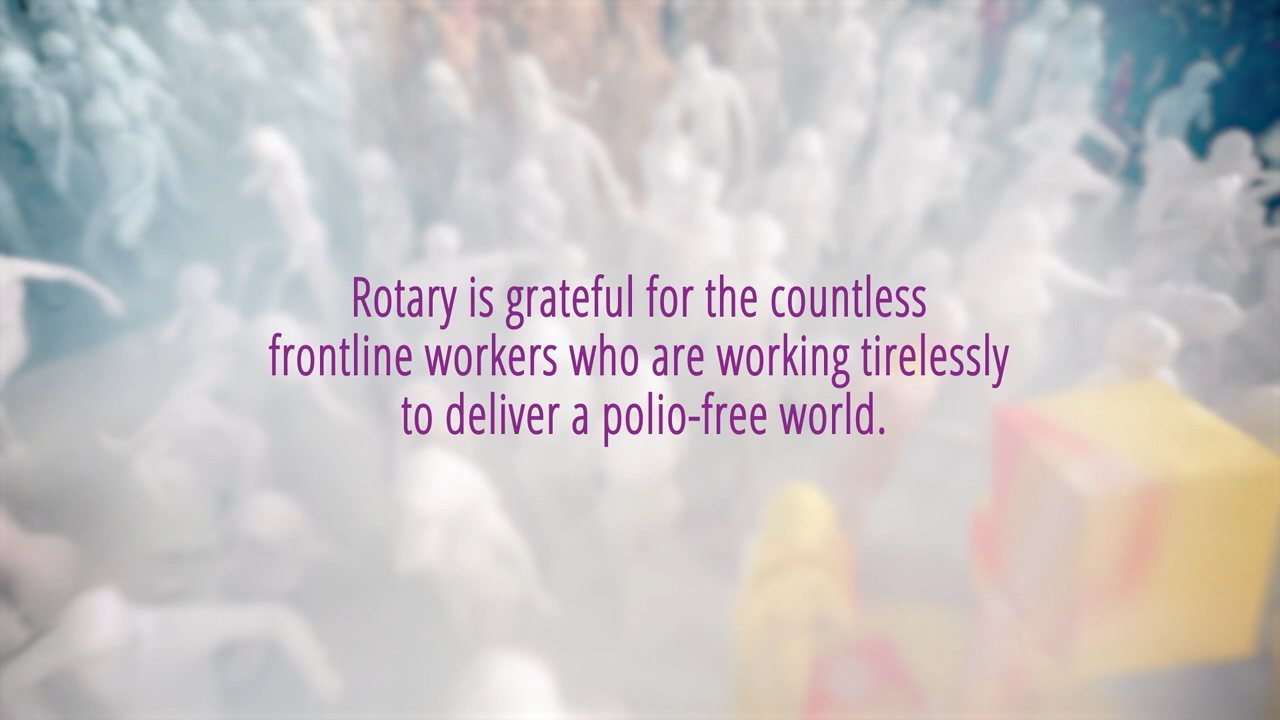 Rotary is grateful for the countless
frontline workers who are working tirelessly
to deliver a polio-free world.